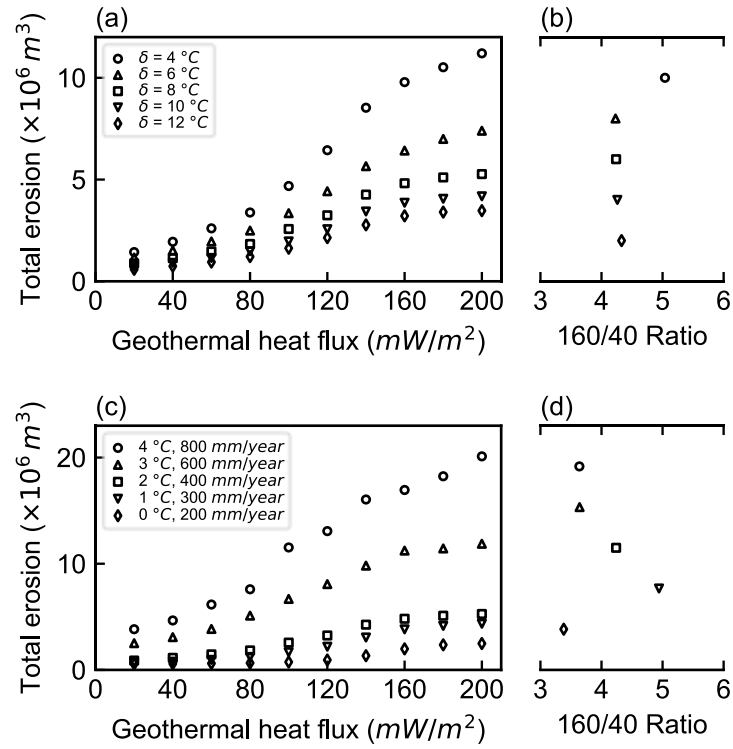 (a)
(b)
Total erosion (×10⁶ m³)
10
5
0
δ = 4 °C
δ = 6 °C
δ = 8 °C
δ = 10 °C
δ = 12 °C
0 40 80 120 160 200
Geothermal heat flux (mW/m²)
3 4 5 6
160/40 Ratio
(c)
(d)
Total erosion (×10⁶ m³)
20
10
0
4 °C, 800 mm/year
3 °C, 600 mm/year
2 °C, 400 mm/year
1 °C, 300 mm/year
0 °C, 200 mm/year
0 40 80 120 160 200
Geothermal heat flux (mW/m²)
3 4 5 6
160/40 Ratio